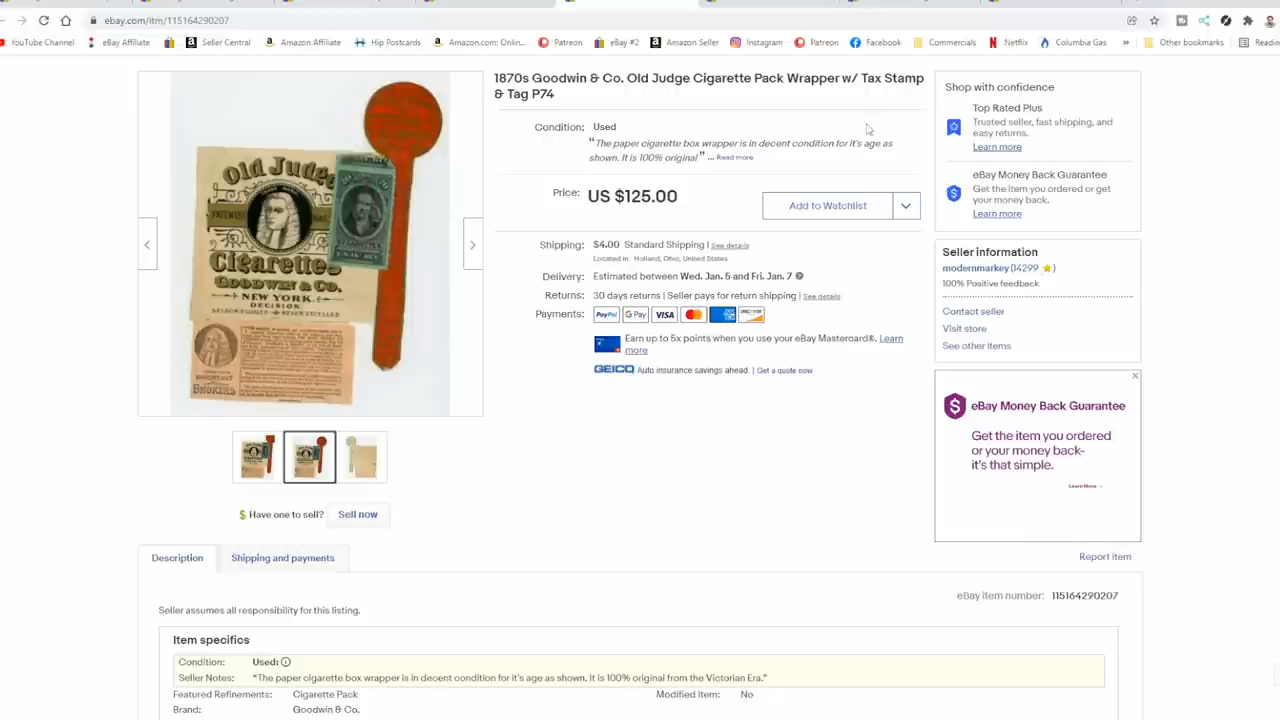 ebay.com/itm/115164290207
YouTube Channel
eBay Affiliate
Seller Central
Amazon Affiliate
Hip Postcards
Amazon.com: Onlin...
Patreon
eBay #2
Amazon Seller
Instagram
Patreon
Facebook
Commercials
Netflix
Columbia Gas
»
Other bookmarks
Readin
1870s Goodwin & Co. Old Judge Cigarette Pack Wrapper w/ Tax Stamp
& Tag P74
Condition: Used
“The paper cigarette box wrapper is in decent condition for it's age as
shown. It is 100% original” ... Read more
Price: US $125.00
Add to Watchlist
Shipping: $4.00 Standard Shipping | See details
Located in: Holland, Ohio, United States
Delivery: Estimated between Wed. Jan. 5 and Fri. Jan. 7
Returns: 30 days returns | Seller pays for return shipping | See details
Payments: PayPal G Pay VISA DISCOVER
Earn up to 5x points when you use your eBay Mastercard®. Learn
more
GEICO Auto insurance savings ahead. | Get a quote now
Shop with confidence
Top Rated Plus
Trusted seller, fast shipping, and
easy returns.
Learn more
eBay Money Back Guarantee
Get the item you ordered or get
your money back.
Learn more
Seller information
modernmarkey (14299 )
100% Positive feedback
Contact seller
Visit store
See other items
eBay Money Back Guarantee
Get the item you ordered
or your money back-
it's that simple.
Learn More
Report item
Old Judge
Cigarettes
GOODWIN & CO.
NEW YORK.
SMOKERS
$ Have one to sell? Sell now
Description
Shipping and payments
eBay item number: 115164290207
Seller assumes all responsibility for this listing.
Item specifics
Condition: Used
Seller Notes: “The paper cigarette box wrapper is in decent condition for it's age as shown. It is 100% original from the Victorian Era.”
Featured Refinements: Cigarette Pack
Modified Item: No
Brand: Goodwin & Co.